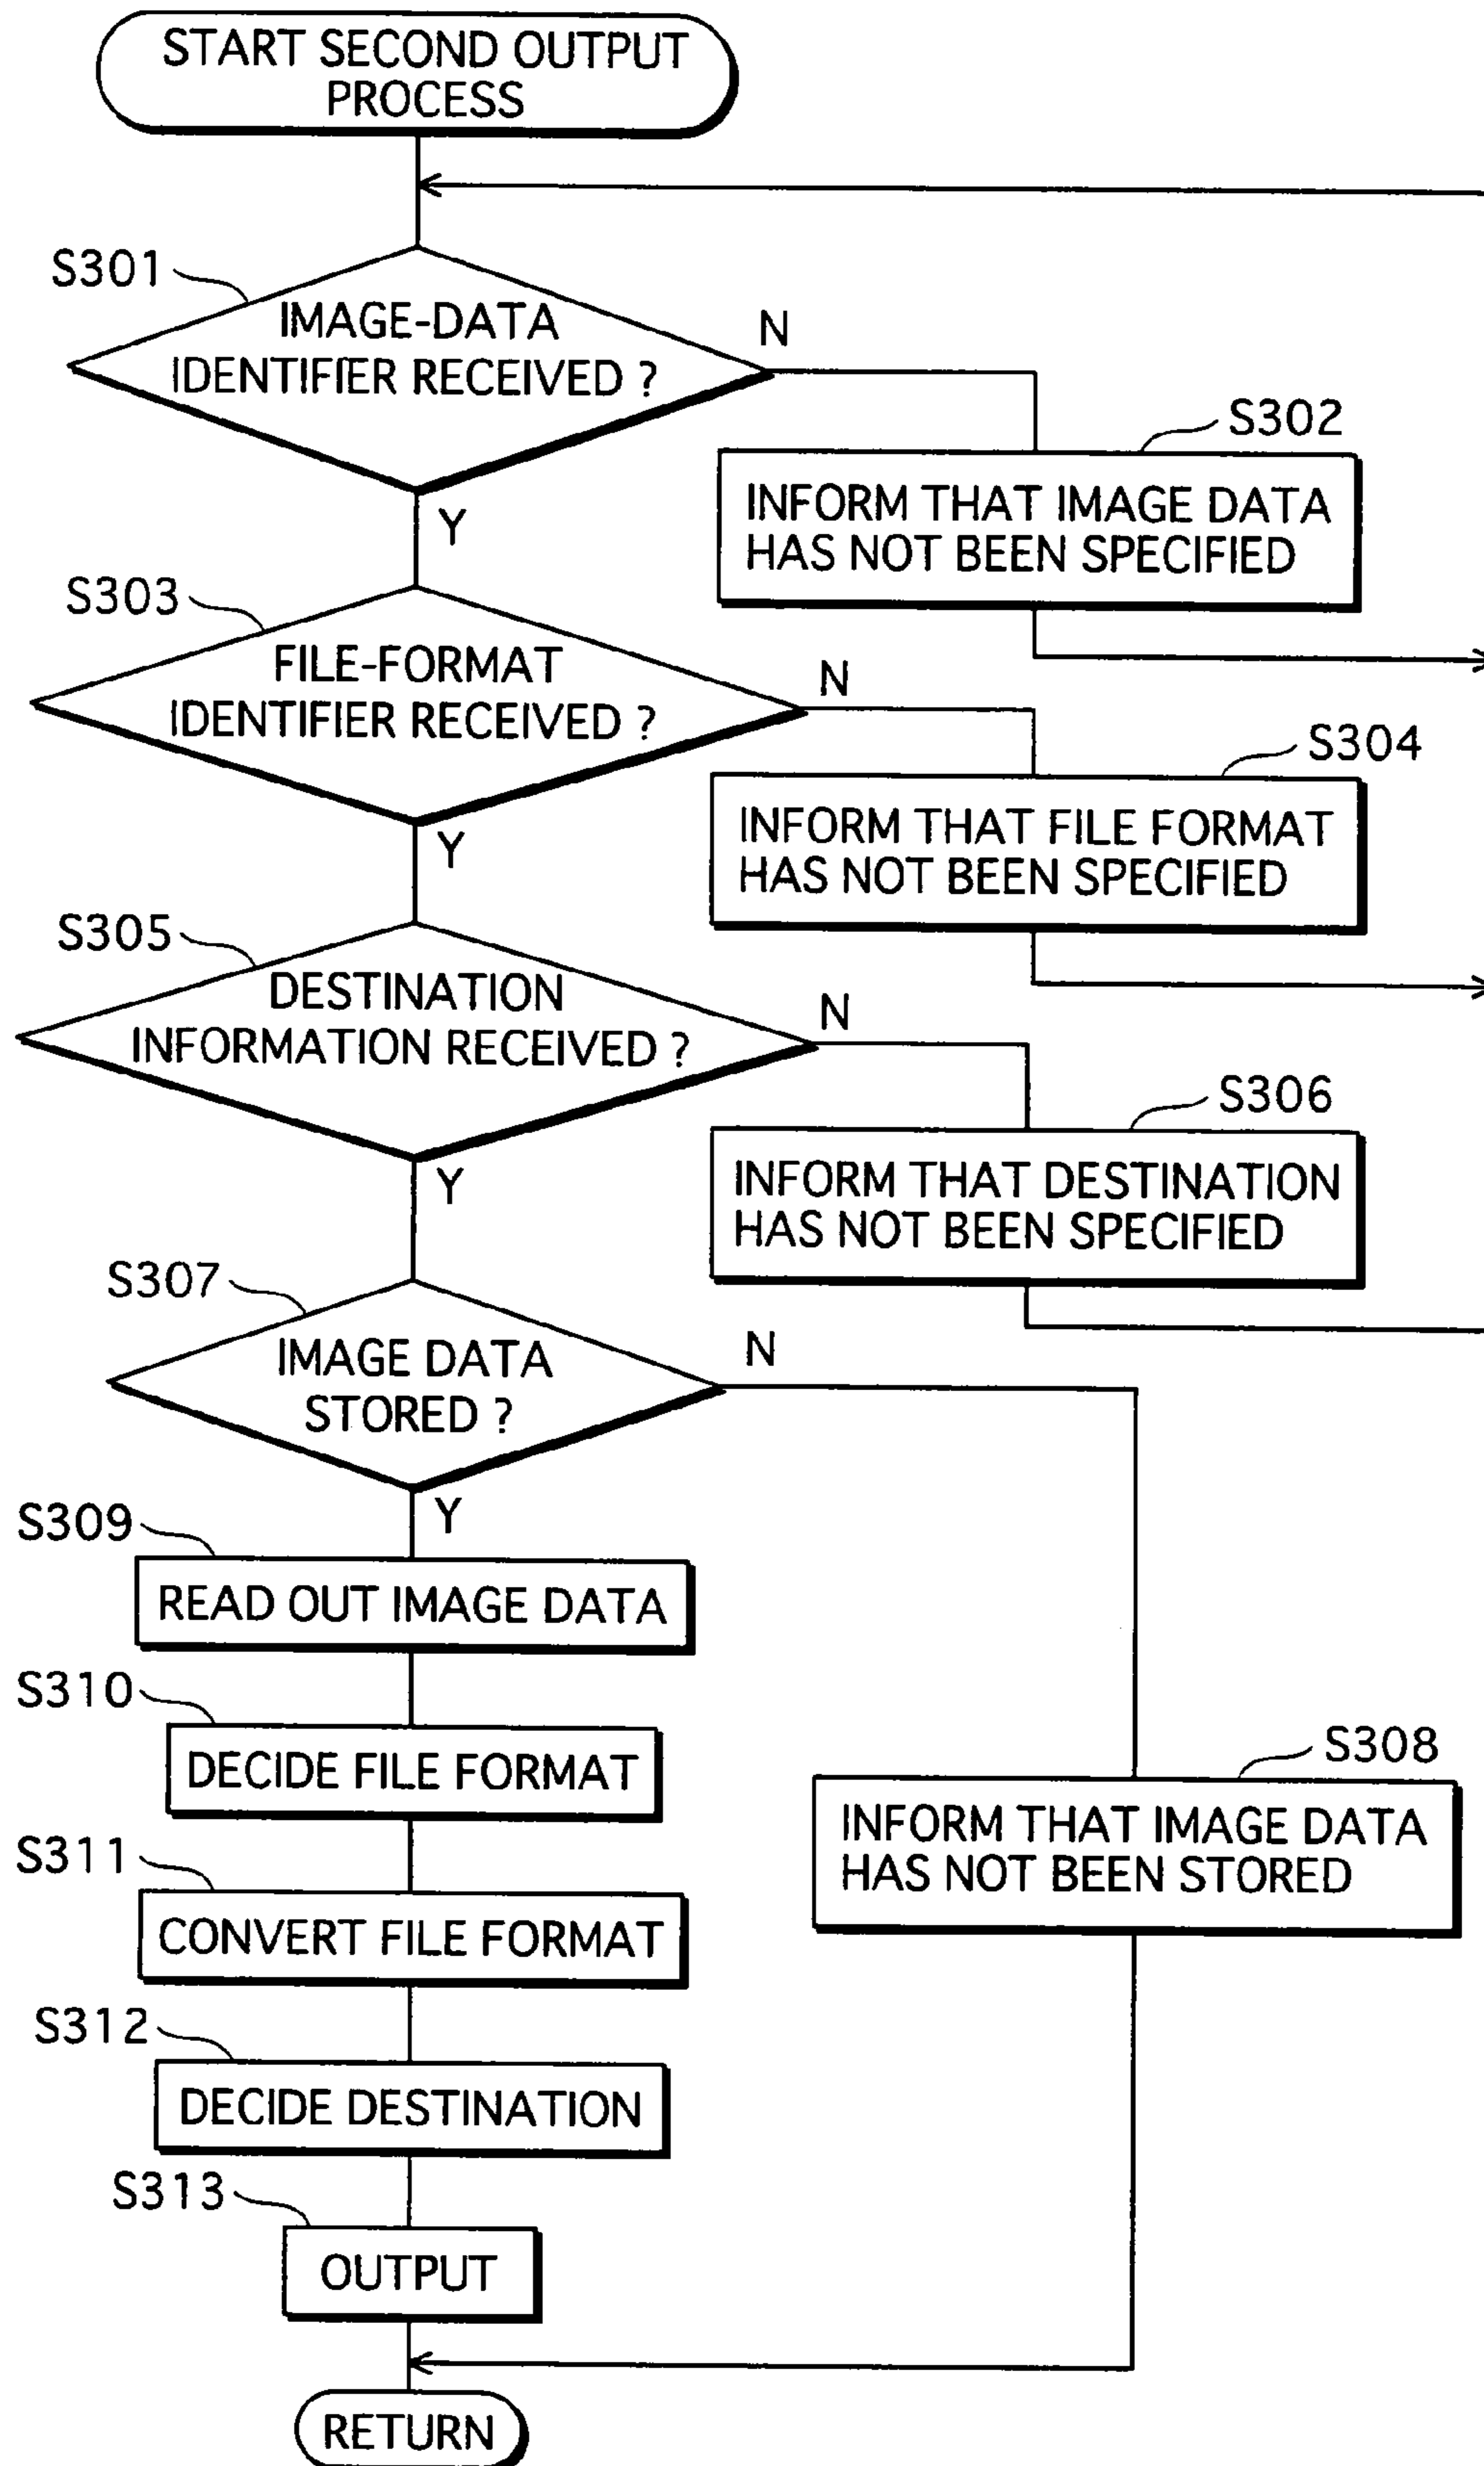 START SECOND OUTPUT
PROCESS
S301
IMAGE-DATA
IDENTIFIER RECEIVED ?
N
S302
INFORM THAT IMAGE DATA
HAS NOT BEEN SPECIFIED
Y
S303
FILE-FORMAT
IDENTIFIER RECEIVED ?
N
S304
INFORM THAT FILE FORMAT
HAS NOT BEEN SPECIFIED
Y
S305
DESTINATION
INFORMATION RECEIVED ?
N
S306
INFORM THAT DESTINATION
HAS NOT BEEN SPECIFIED
Y
S307
IMAGE DATA
STORED ?
N
Y
S309
READ OUT IMAGE DATA
S310
DECIDE FILE FORMAT
S308
INFORM THAT IMAGE DATA
HAS NOT BEEN STORED
S311
CONVERT FILE FORMAT
S312
DECIDE DESTINATION
S313
OUTPUT
RETURN